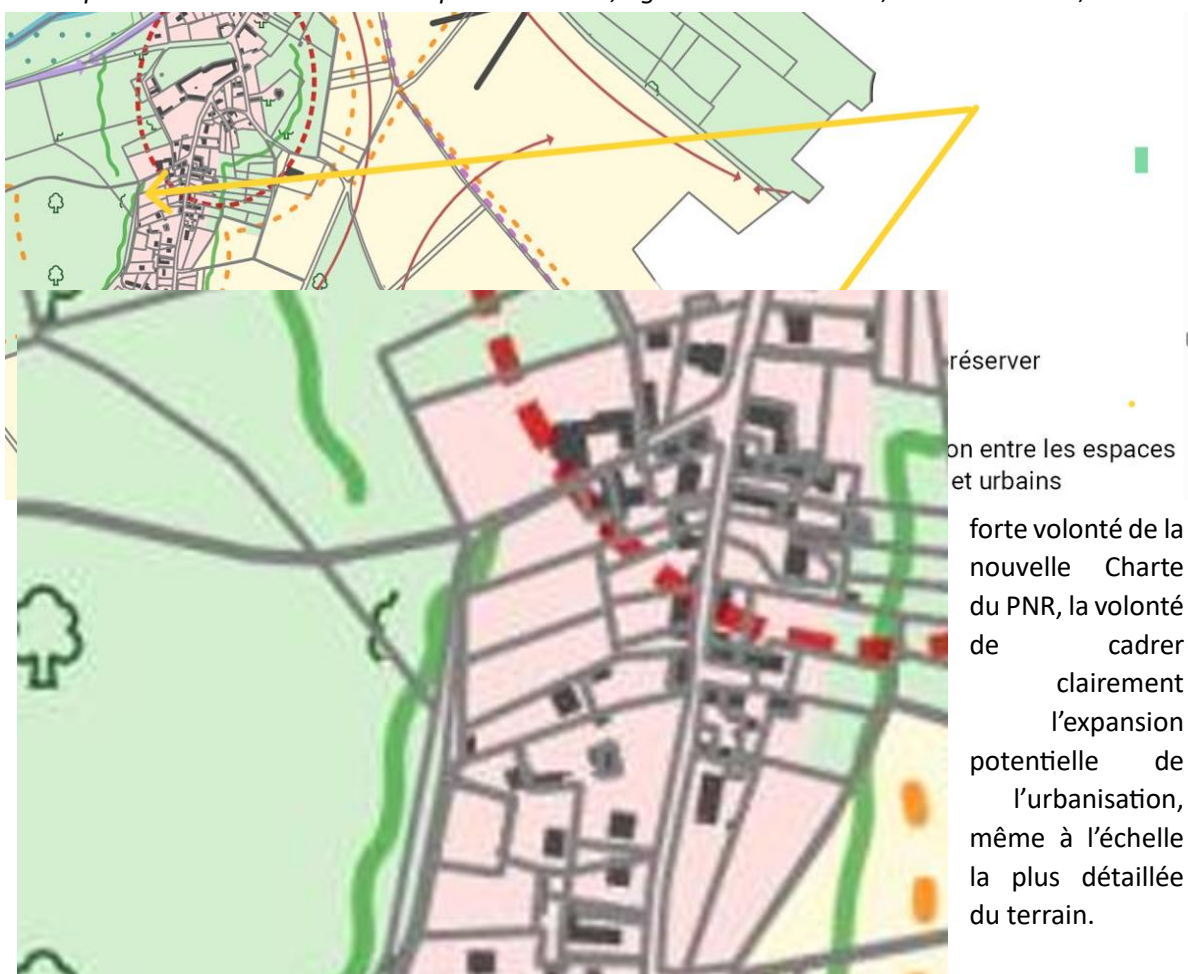 réserver
on entre les espaces
et urbains
forte volonté de la
nouvelle Charte
du PNR, la volonté
de cadrer
clairement
l'expansion
potentielle de
l'urbanisation,
même à l'échelle
la plus détaillée
du terrain.